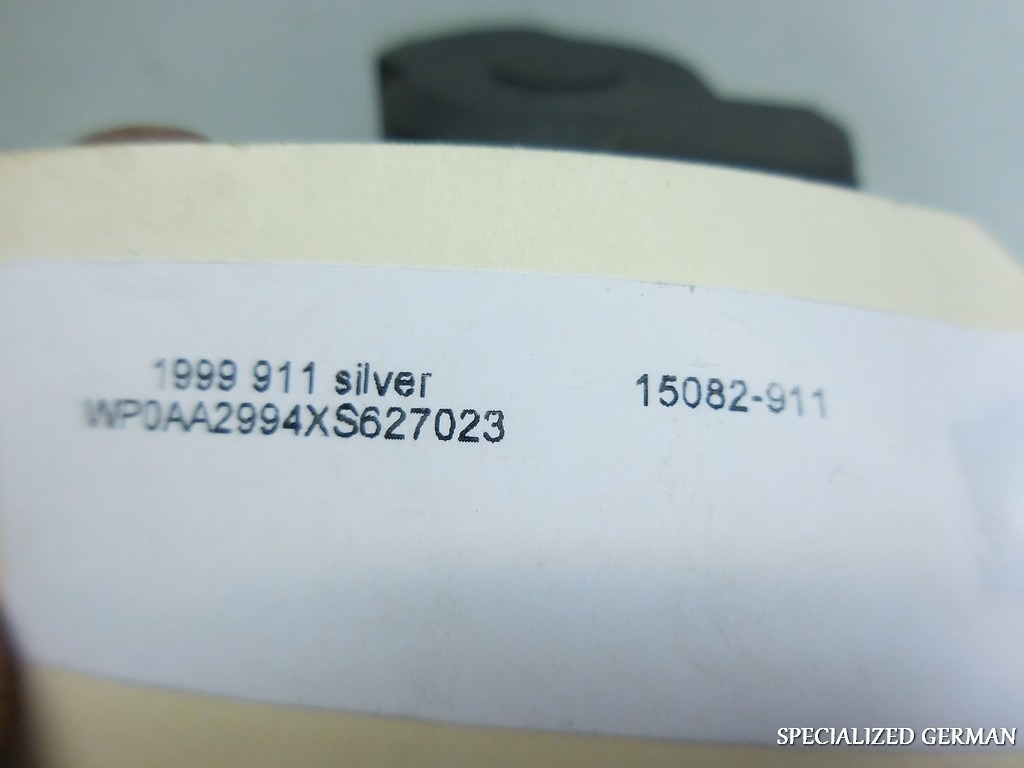 1999 911 silver
WP0AA2994XS627023
15082-911
SPECIALIZED GERMAN